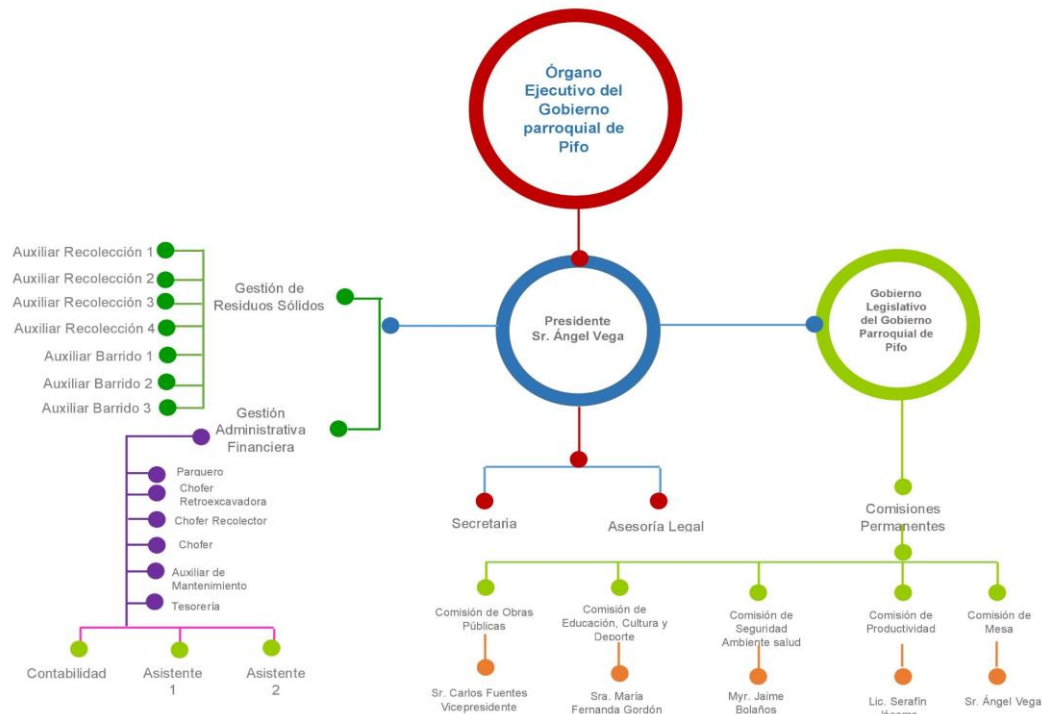 Órgano
Ejecutivo del
Gobierno
parroquial de
Pifo
Auxiliar Recolección 1
Auxiliar Recolección 2
Auxiliar Recolección 3
Auxiliar Recolección 4
Auxiliar Barrido 1
Auxiliar Barrido 2
Auxiliar Barrido 3
Gestión de
Residuos Sólidos
Presidente
Sr. Ángel Vega
Gobierno
Legislativo
del Gobierno
Parroquial de
Pifo
Gestión
Administrativa
Financiera
Parquero
Chofer
Retroexcavadora
Chofer Recolector
Chofer
Auxiliar de
Mantenimiento
Tesorería
Contabilidad
Asistente
1
Asistente
2
Secretaria
Asesoría Legal
Comisiones
Permanentes
Comisión de Obras
Públicas
Comisión de
Educación, Cultura y
Deporte
Comisión de
Seguridad
Ambiente salud
Comisión de
Productividad
Comisión de
Mesa
Sr. Carlos Fuentes
Vicepresidente
Sra. María
Fernanda Gordón
Myr. Jaime
Bolaños
Lic. Serafín
Sr. Ángel Vega